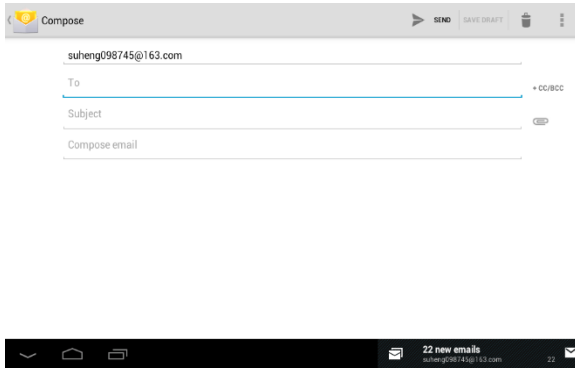 Compose
SEND
SAVE DRAFT
suheng098745@163.com
To
+ CC/BCC
Subject
Compose email
22 new emails
suheng098745@163.com
22